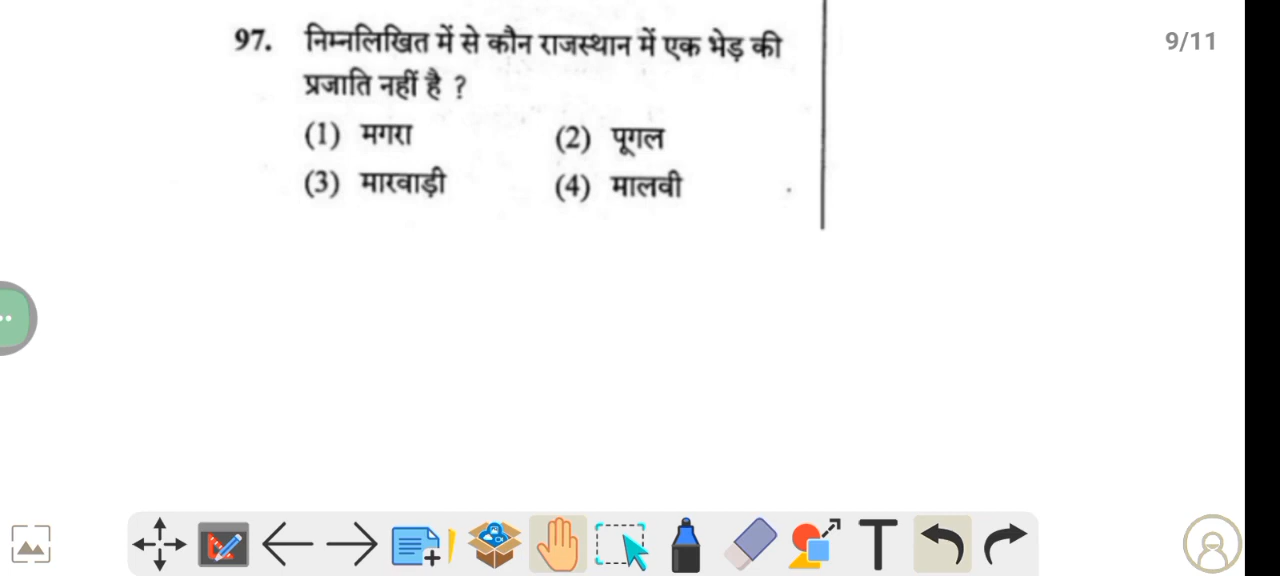 97. निम्नलिखित में से कौन राजस्थान में एक भेड़ की
प्रजाति नहीं है ?
(1) मगरा (2) पूगल
(3) मारवाड़ी (4) मालवी
9/11